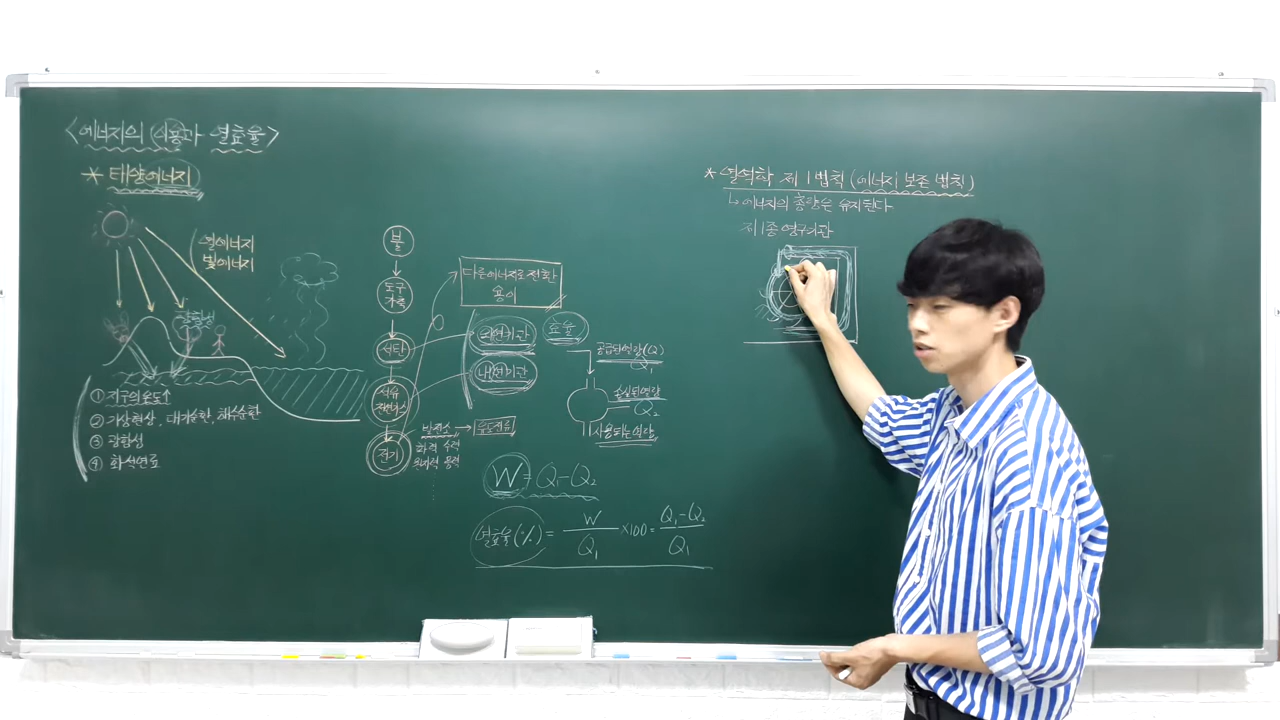 <에너지의 이용과 열효율>
* 태양에너지
열에너지
빛에너지
광합성
① 지구의 온도↑
② 기상현상, 대기순환, 해수순환
③ 광합성
④ 화석연료
불
도구
가축
석탄
석유
천연가스
전기
다른에너지로 전환
용이
외연기관
내연기관
발전소 → 유도전류
화력 수력
원자력 풍력
효율
공급된열량(Q)
Q₁
손실된열량
Q₂
사용되는열량
W = Q₁-Q₂
열효율(%) = W/Q₁ ×100 = Q₁-Q₂/Q₁
* 열역학 제1법칙 (에너지 보존 법칙)
↳ 에너지의 총량은 유지된다
제1종 영구기관